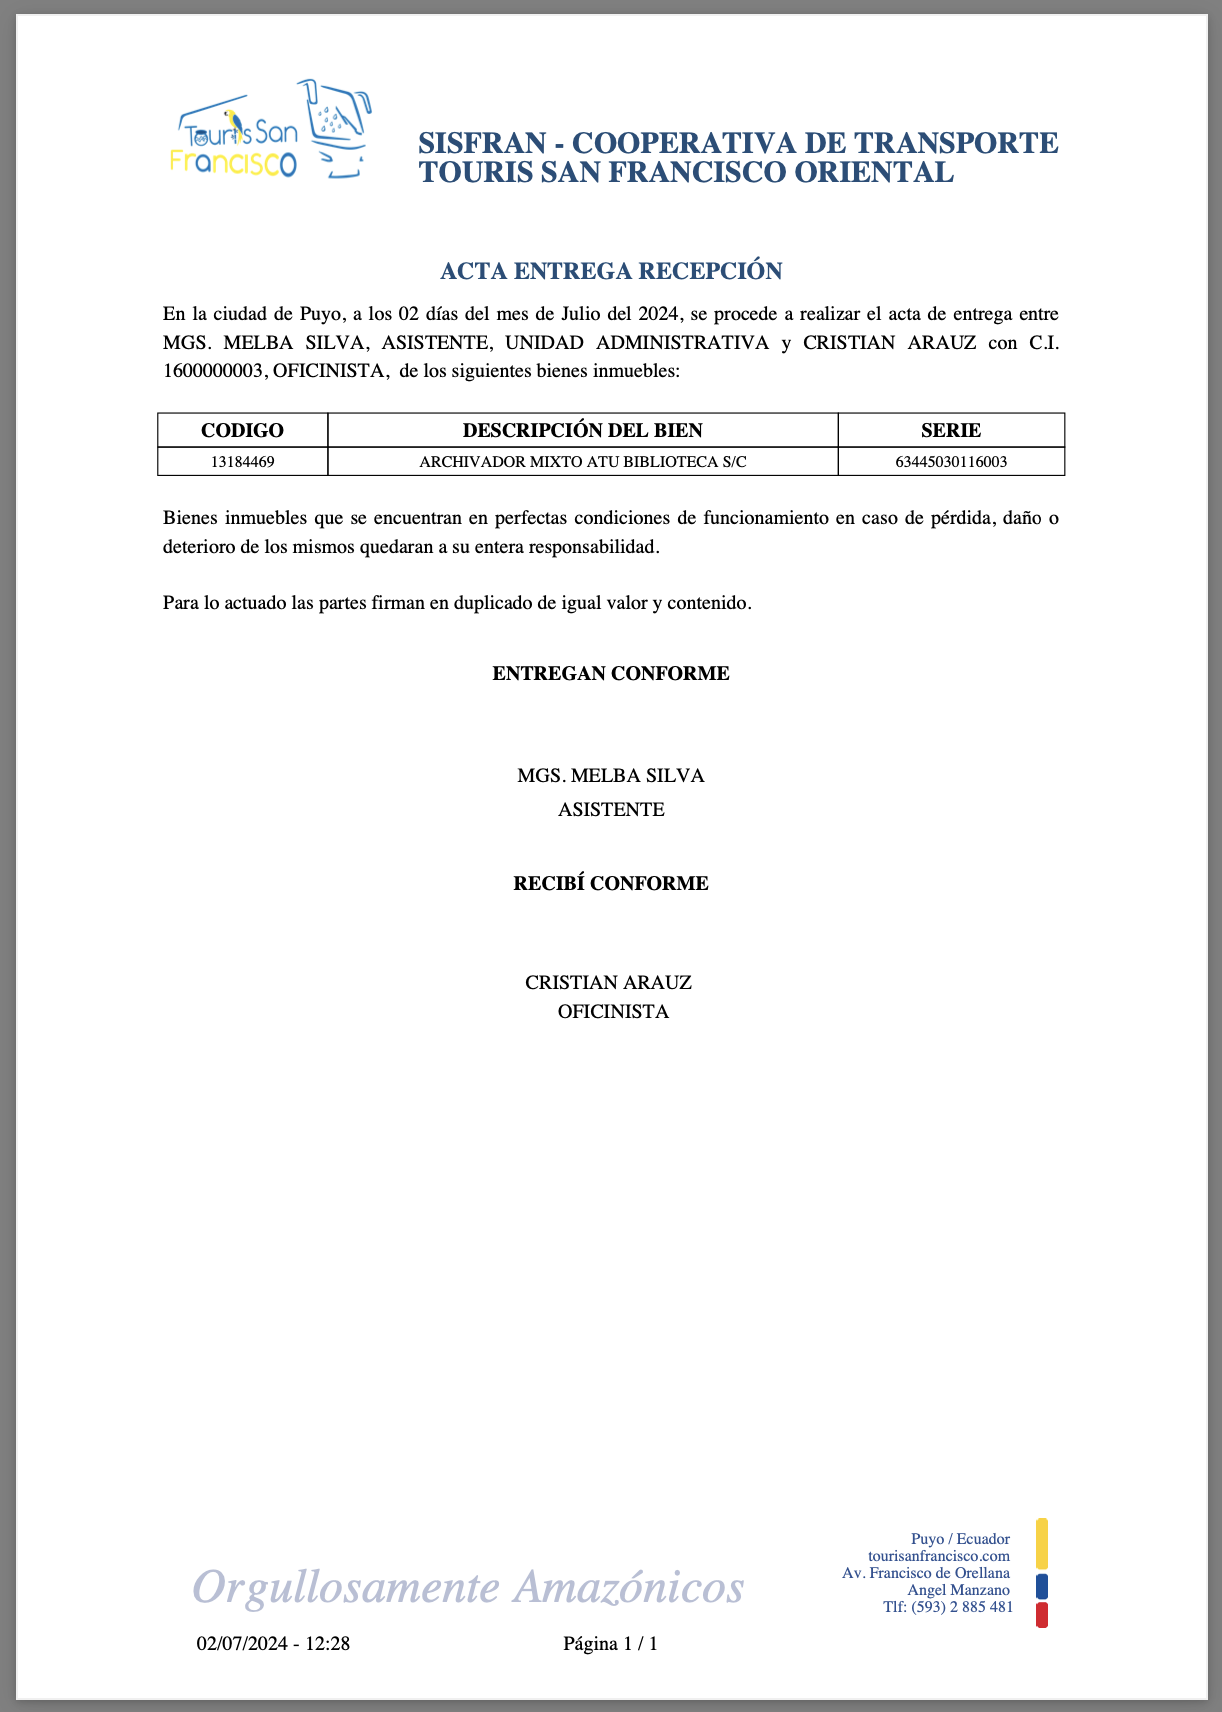 Touris San
Francisco
SISFRAN - COOPERATIVA DE TRANSPORTE
TOURIS SAN FRANCISCO ORIENTAL
ACTA ENTREGA RECEPCIÓN
En la ciudad de Puyo, a los 02 días del mes de Julio del 2024, se procede a realizar el acta de entrega entre
MGS. MELBA SILVA, ASISTENTE, UNIDAD ADMINISTRATIVA y CRISTIAN ARAUZ con C.I.
1600000003, OFICINISTA, de los siguientes bienes inmuebles:
CODIGO DESCRIPCIÓN DEL BIEN SERIE
13184469 ARCHIVADOR MIXTO ATU BIBLIOTECA S/C 63445030116003
Bienes inmuebles que se encuentran en perfectas condiciones de funcionamiento en caso de pérdida, daño o
deterioro de los mismos quedaran a su entera responsabilidad.
Para lo actuado las partes firman en duplicado de igual valor y contenido.
ENTREGAN CONFORME
MGS. MELBA SILVA
ASISTENTE
RECIBÍ CONFORME
CRISTIAN ARAUZ
OFICINISTA
Puyo / Ecuador
tourisanfrancisco.com
Av. Francisco de Orellana
Angel Manzano
Tlf: (593) 2 885 481
Orgullosamente Amazónicos
02/07/2024 - 12:28 Página 1 / 1